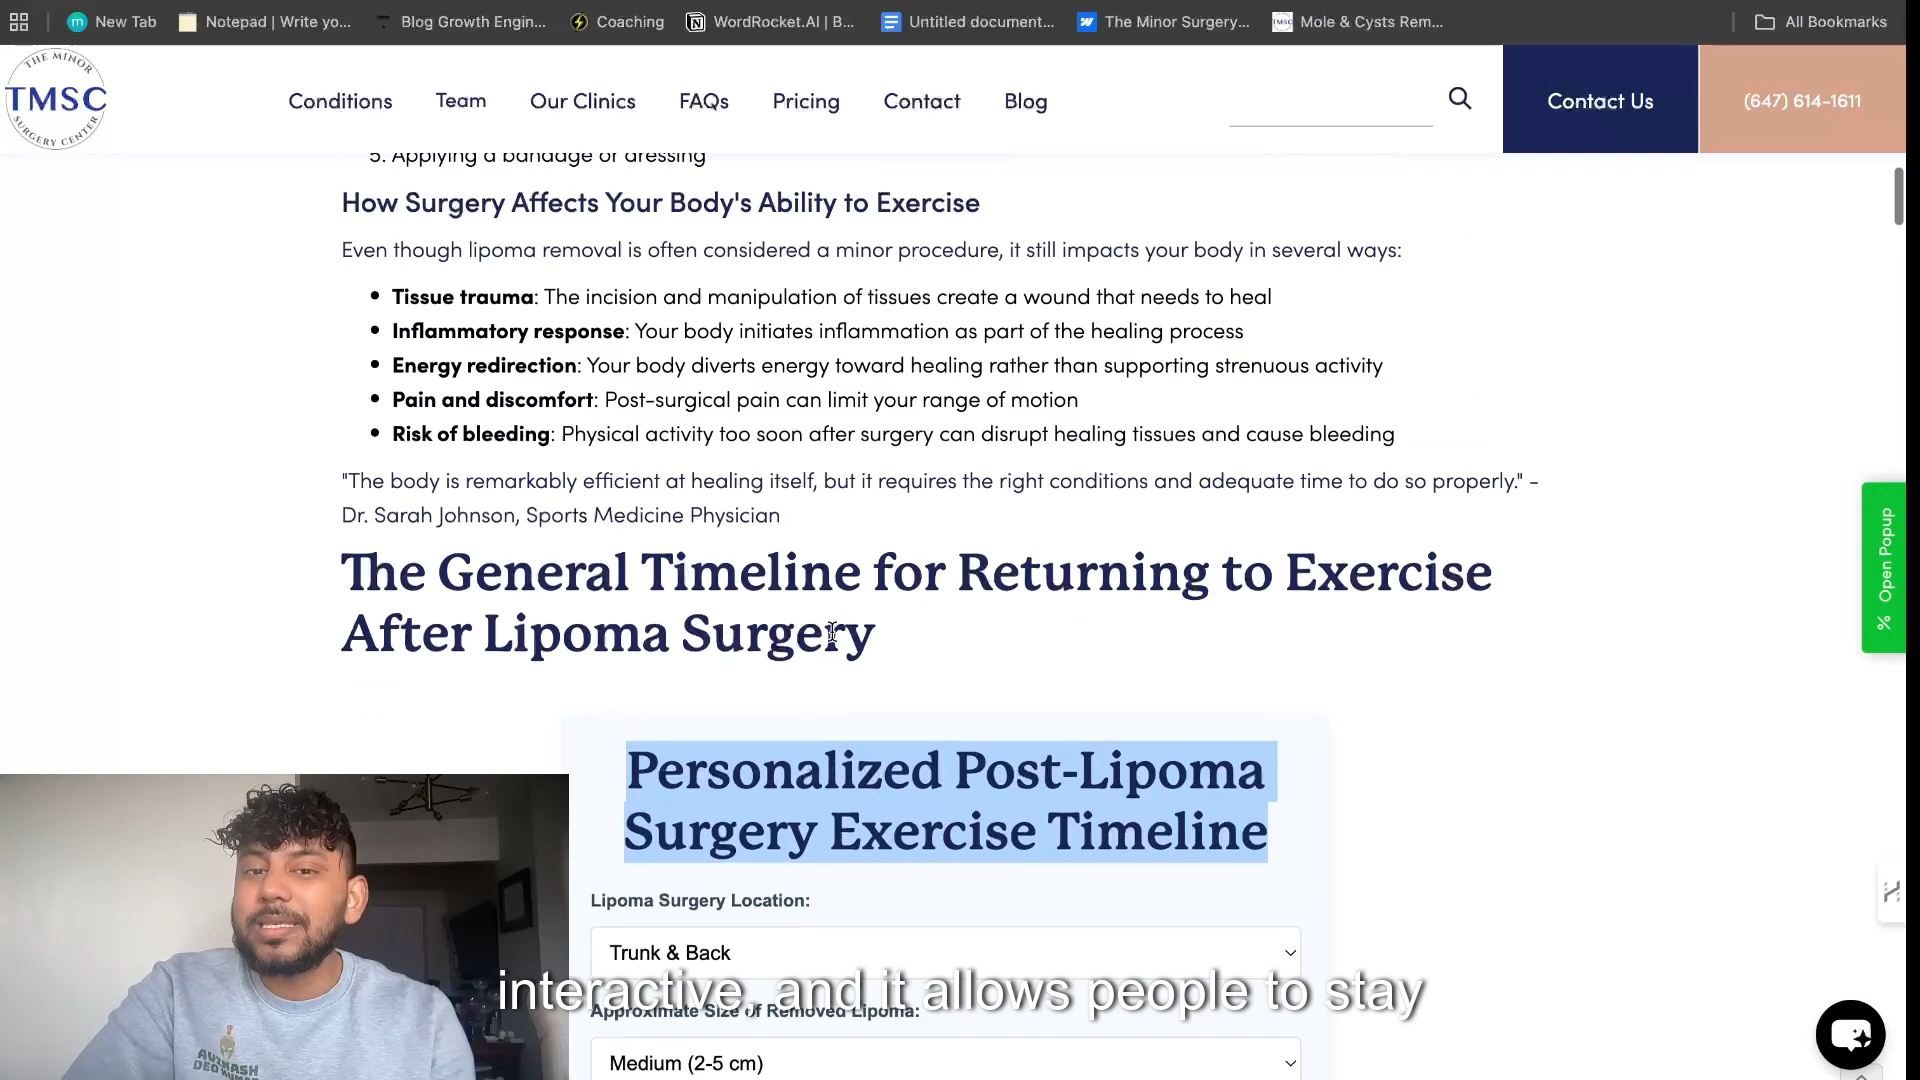 New Tab
Notepad | Write yo...
Blog Growth Engin...
Coaching
WordRocket.AI | B...
Untitled document...
The Minor Surgery...
Mole & Cysts Rem...
All Bookmarks
THE MINOR
TMSC
SURGERY CENTER
Conditions
Team
Our Clinics
FAQs
Pricing
Contact
Blog
Contact Us
(647) 614-1611
5. Applying a bandage or dressing
How Surgery Affects Your Body's Ability to Exercise
Even though lipoma removal is often considered a minor procedure, it still impacts your body in several ways:
• Tissue trauma: The incision and manipulation of tissues create a wound that needs to heal
• Inflammatory response: Your body initiates inflammation as part of the healing process
• Energy redirection: Your body diverts energy toward healing rather than supporting strenuous activity
• Pain and discomfort: Post-surgical pain can limit your range of motion
• Risk of bleeding: Physical activity too soon after surgery can disrupt healing tissues and cause bleeding
"The body is remarkably efficient at healing itself, but it requires the right conditions and adequate time to do so properly." -
Dr. Sarah Johnson, Sports Medicine Physician
% Open Popup
The General Timeline for Returning to Exercise
After Lipoma Surgery
Personalized Post-Lipoma
Surgery Exercise Timeline
Lipoma Surgery Location:
Trunk & Back
interactive, and it allows people to stay
Approximate Size of Removed Lipoma:
Medium (2-5 cm)